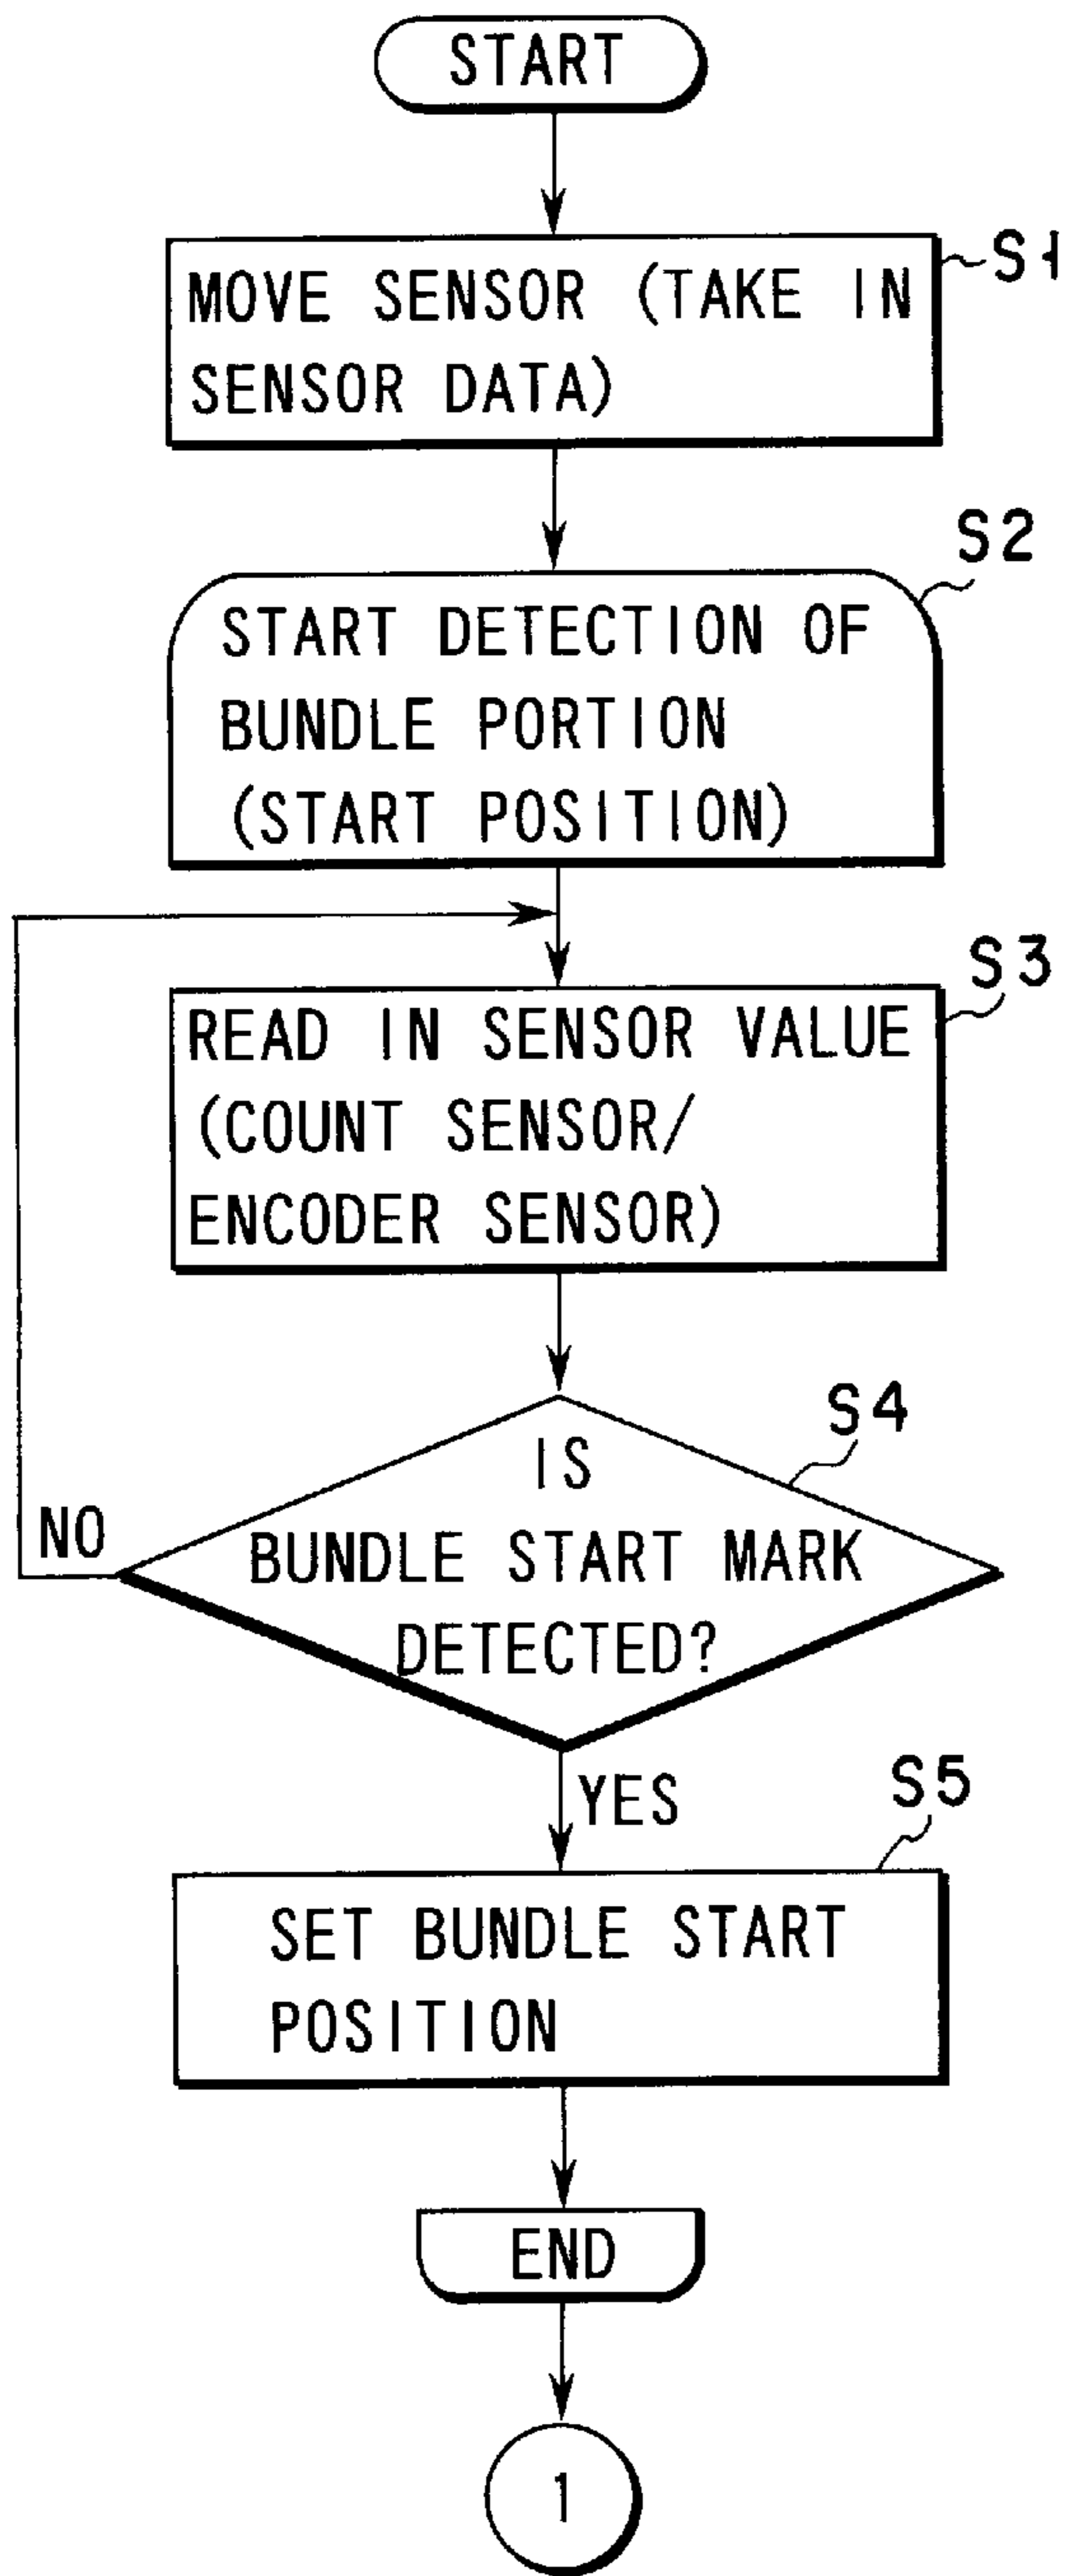 START
S1
MOVE SENSOR (TAKE IN
SENSOR DATA)
S2
START DETECTION OF
BUNDLE PORTION
(START POSITION)
S3
READ IN SENSOR VALUE
(COUNT SENSOR/
ENCODER SENSOR)
S4
IS
BUNDLE START MARK
DETECTED?
NO
YES
S5
SET BUNDLE START
POSITION
END
1